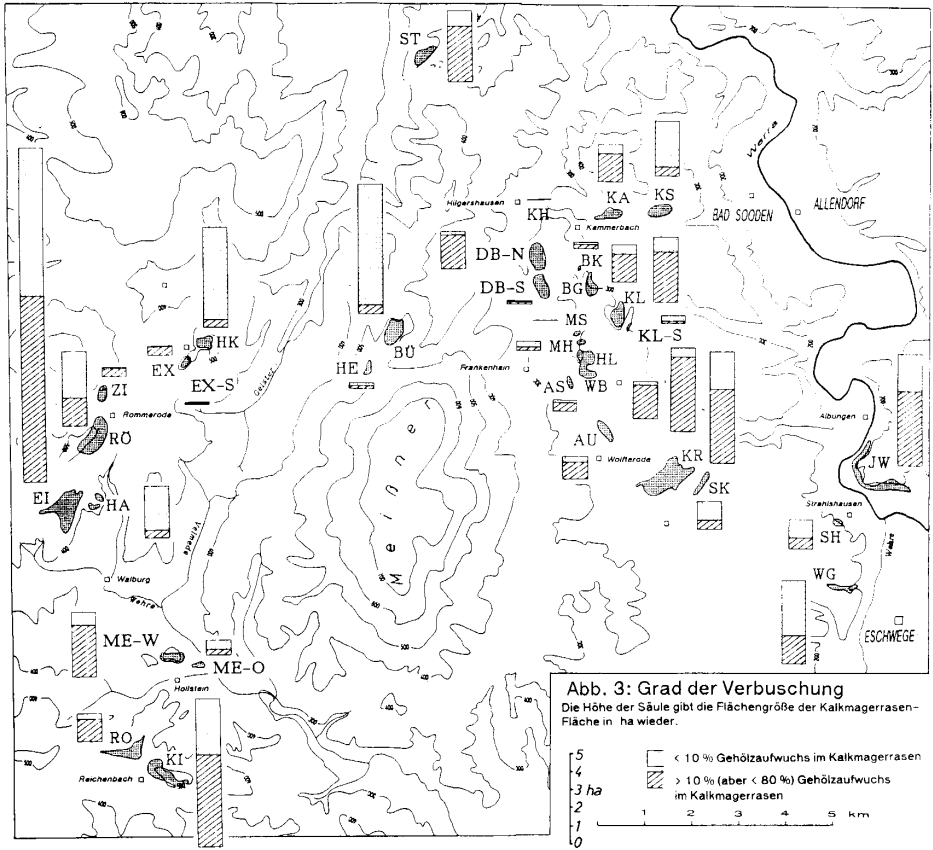 ST
Werra
KA
KS
Hilgershausen
KH
Kammerbach
BAD SOODEN
ALLENDORF
DB-N
BK
DB-S
BG
KL
MS
KL-S
HK
BÜ
MH
HL
EX
HE
Frankenhain
EX-S
AS
WB
ZI
Rommerode
Albungen
RÖ
AU
Wolfterode
KR
JW
EI
HA
SK
Meißner
Strahlshausen
SH
Velmede
Walburg
Wehre
Wehre
WG
ME-W
ME-O
ESCHWEGE
Hollstein
RO
KI
Reichenbach
Abb. 3: Grad der Verbuschung
Die Höhe der Säule gibt die Flächengröße der Kalkmagerrasen-
Fläche in ha wieder.
5
4
3 ha
2
1
0
< 10 % Gehölzaufwuchs im Kalkmagerrasen
> 10 % (aber < 80 %) Gehölzaufwuchs
im Kalkmagerrasen
0 1 2 3 4 5 km